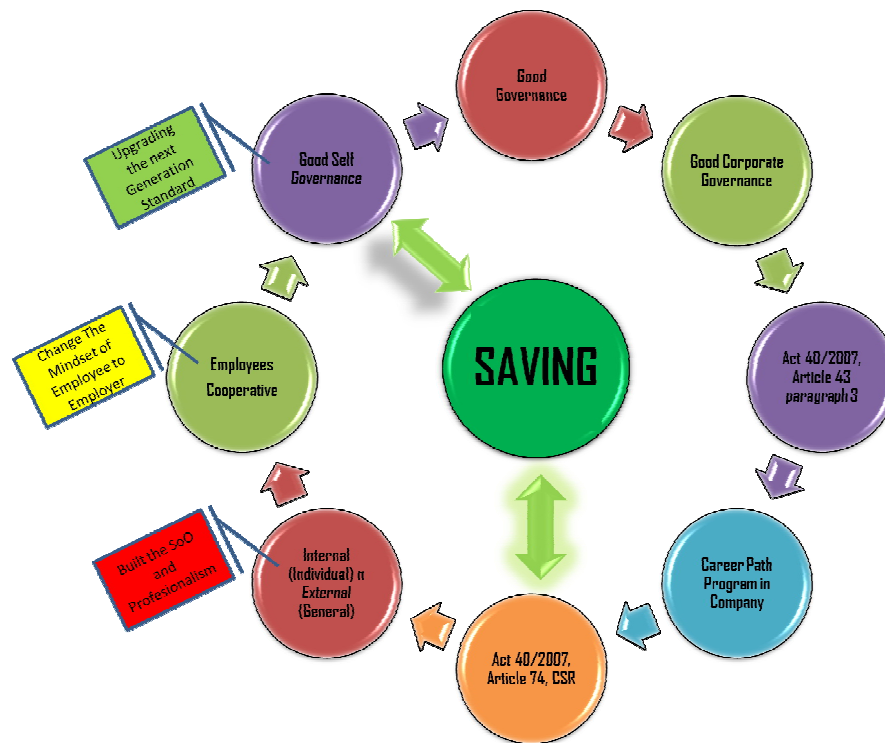 Good
Governance
Good Corporate
Governance
Act 40/2007,
Article 43
paragraph 3
Career Path
Program in
Company
Act 40/2007,
Article 74, CSR
Internal
(Individual) n
External
(General)
Built the SoO
and
Profesionalism
Employees
Cooperative
Change The
Mindset of
Employee to
Employer
Good Self
Governance
Upgrading
the next
Generation
Standard
SAVING